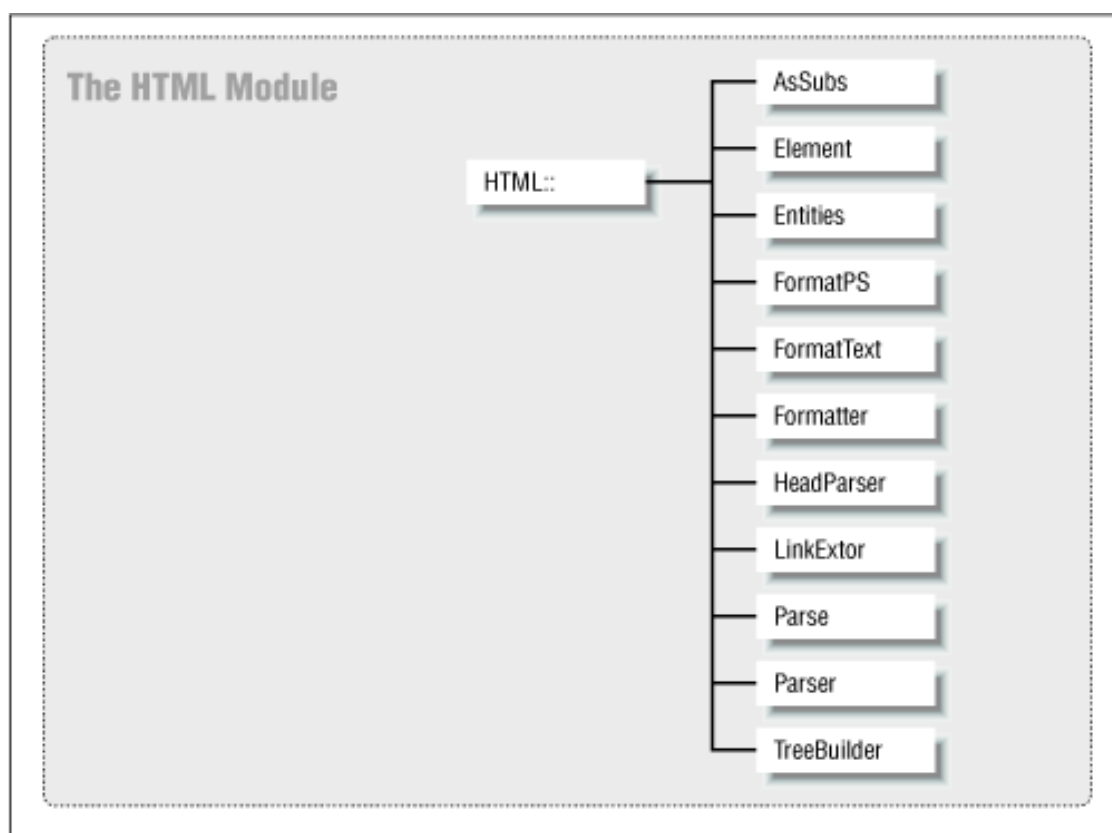 The HTML Module
HTML::
AsSubs
Element
Entities
FormatPS
FormatText
Formatter
HeadParser
LinkExtor
Parse
Parser
TreeBuilder